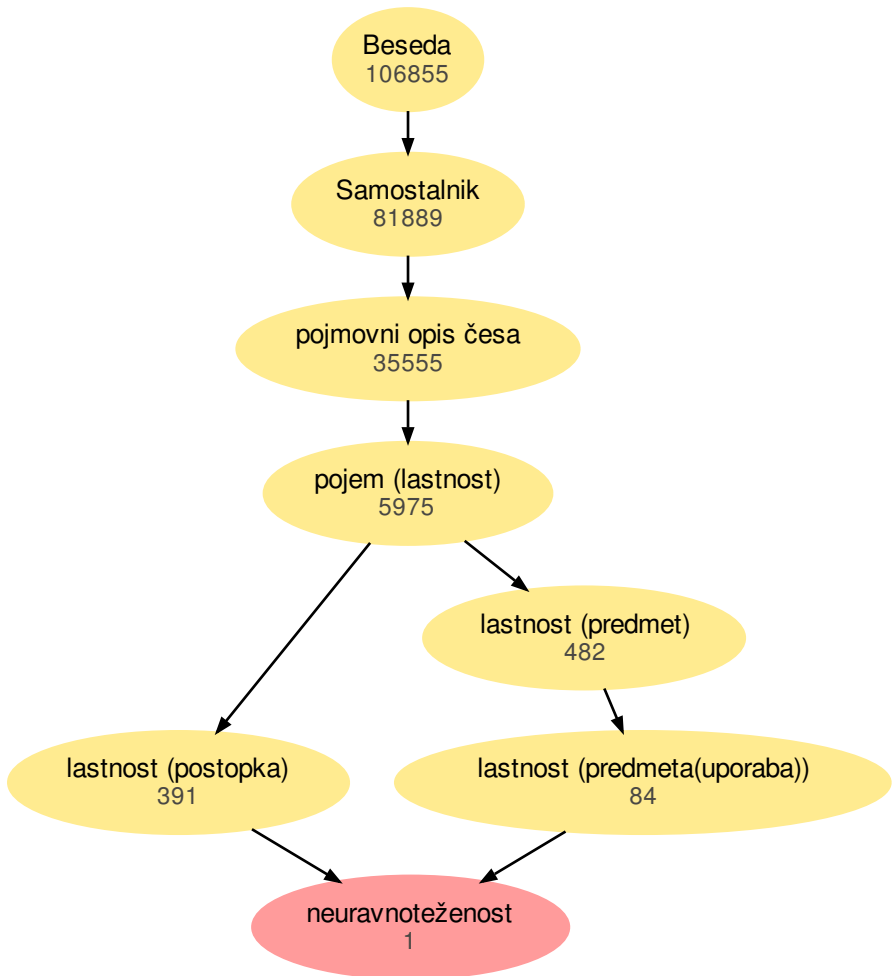 Beseda
106855
Samostalnik
81889
pojmovni opis česa
35555
pojem (lastnost)
5975
lastnost (predmet)
482
lastnost (postopka)
391
lastnost (predmeta(uporaba))
84
neuravnoteženost
1